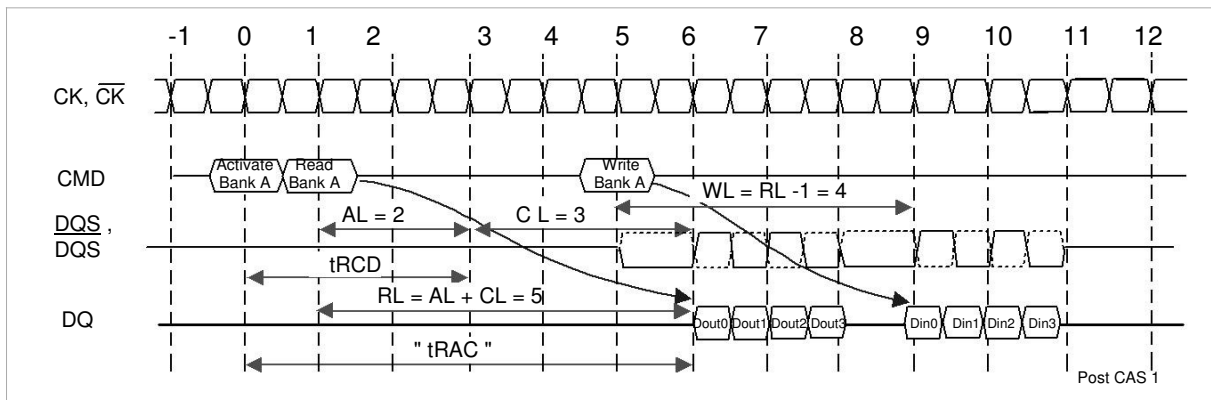 -1 0 1 2 3 4 5 6 7 8 9 10 11 12
CK, C̅K̅
CMD
Activate
Bank A
Read
Bank A
Write
Bank A
WL = RL -1 = 4
AL = 2
C L = 3
DQS ,
D̅Q̅S̅
tRCD
RL = AL + CL = 5
DQ
Dout0 Dout1 Dout2 Dout3
Din0 Din1 Din2 Din3
" tRAC "
Post CAS 1